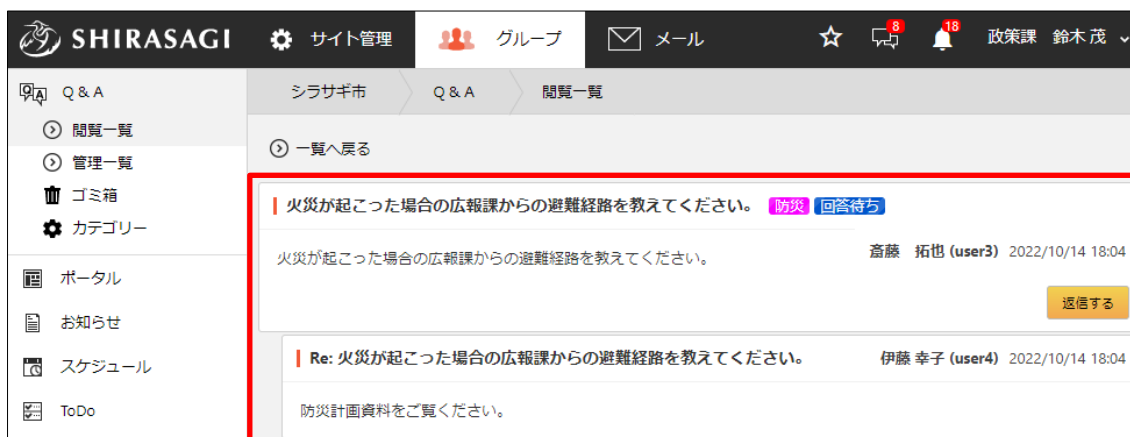 SHIRASAGI サイト管理 グループ メール 8 18 政策課 鈴木 茂
Q & A シラサギ市 Q & A 閲覧一覧
閲覧一覧
一覧へ戻る
管理一覧
ゴミ箱
カテゴリー
火災が起こった場合の広報課からの避難経路を教えてください。 防災 回答待ち
火災が起こった場合の広報課からの避難経路を教えてください。 斎藤 拓也 (user3) 2022/10/14 18:04
ポータル
返信する
お知らせ
Re: 火災が起こった場合の広報課からの避難経路を教えてください。 伊藤 幸子 (user4) 2022/10/14 18:04
スケジュール
ToDo
防災計画資料をご覧ください。